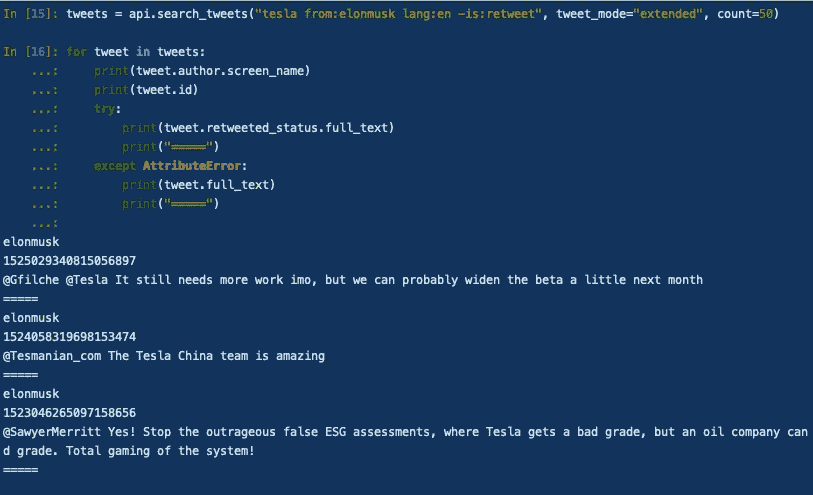 In [15]: tweets = api.search_tweets("tesla from:elonmusk lang:en -is:retweet", tweet_mode="extended", count=50)
In [16]: for tweet in tweets:
    ...:     print(tweet.author.screen_name)
    ...:     print(tweet.id)
    ...:     try:
    ...:         print(tweet.retweeted_status.full_text)
    ...:         print("=====")
    ...:     except AttributeError:
    ...:         print(tweet.full_text)
    ...:         print("=====")
    ...:
elonmusk
1525029340815056897
@Gfilche @Tesla It still needs more work imo, but we can probably widen the beta a little next month
=====
elonmusk
1524058319698153474
@Tesmanian_com The Tesla China team is amazing
=====
elonmusk
1523046265097158656
@SawyerMerritt Yes! Stop the outrageous false ESG assessments, where Tesla gets a bad grade, but an oil company can
d grade. Total gaming of the system!
=====